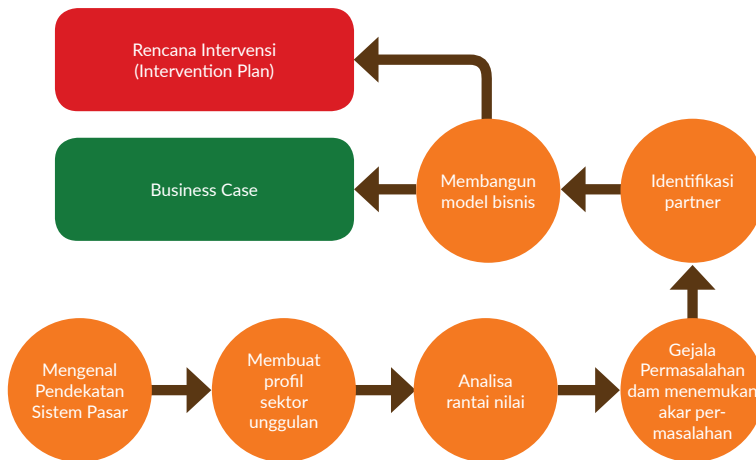 Rencana Intervensi
(Intervention Plan)
Business Case
Membangun
model bisnis
Identifikasi
partner
Mengenal
Pendekatan
Sistem Pasar
Membuat
profil
sektor
unggulan
Analisa
rantai nilai
Gejala
Permasalahan
dam menemukan
akar per-
masalahan